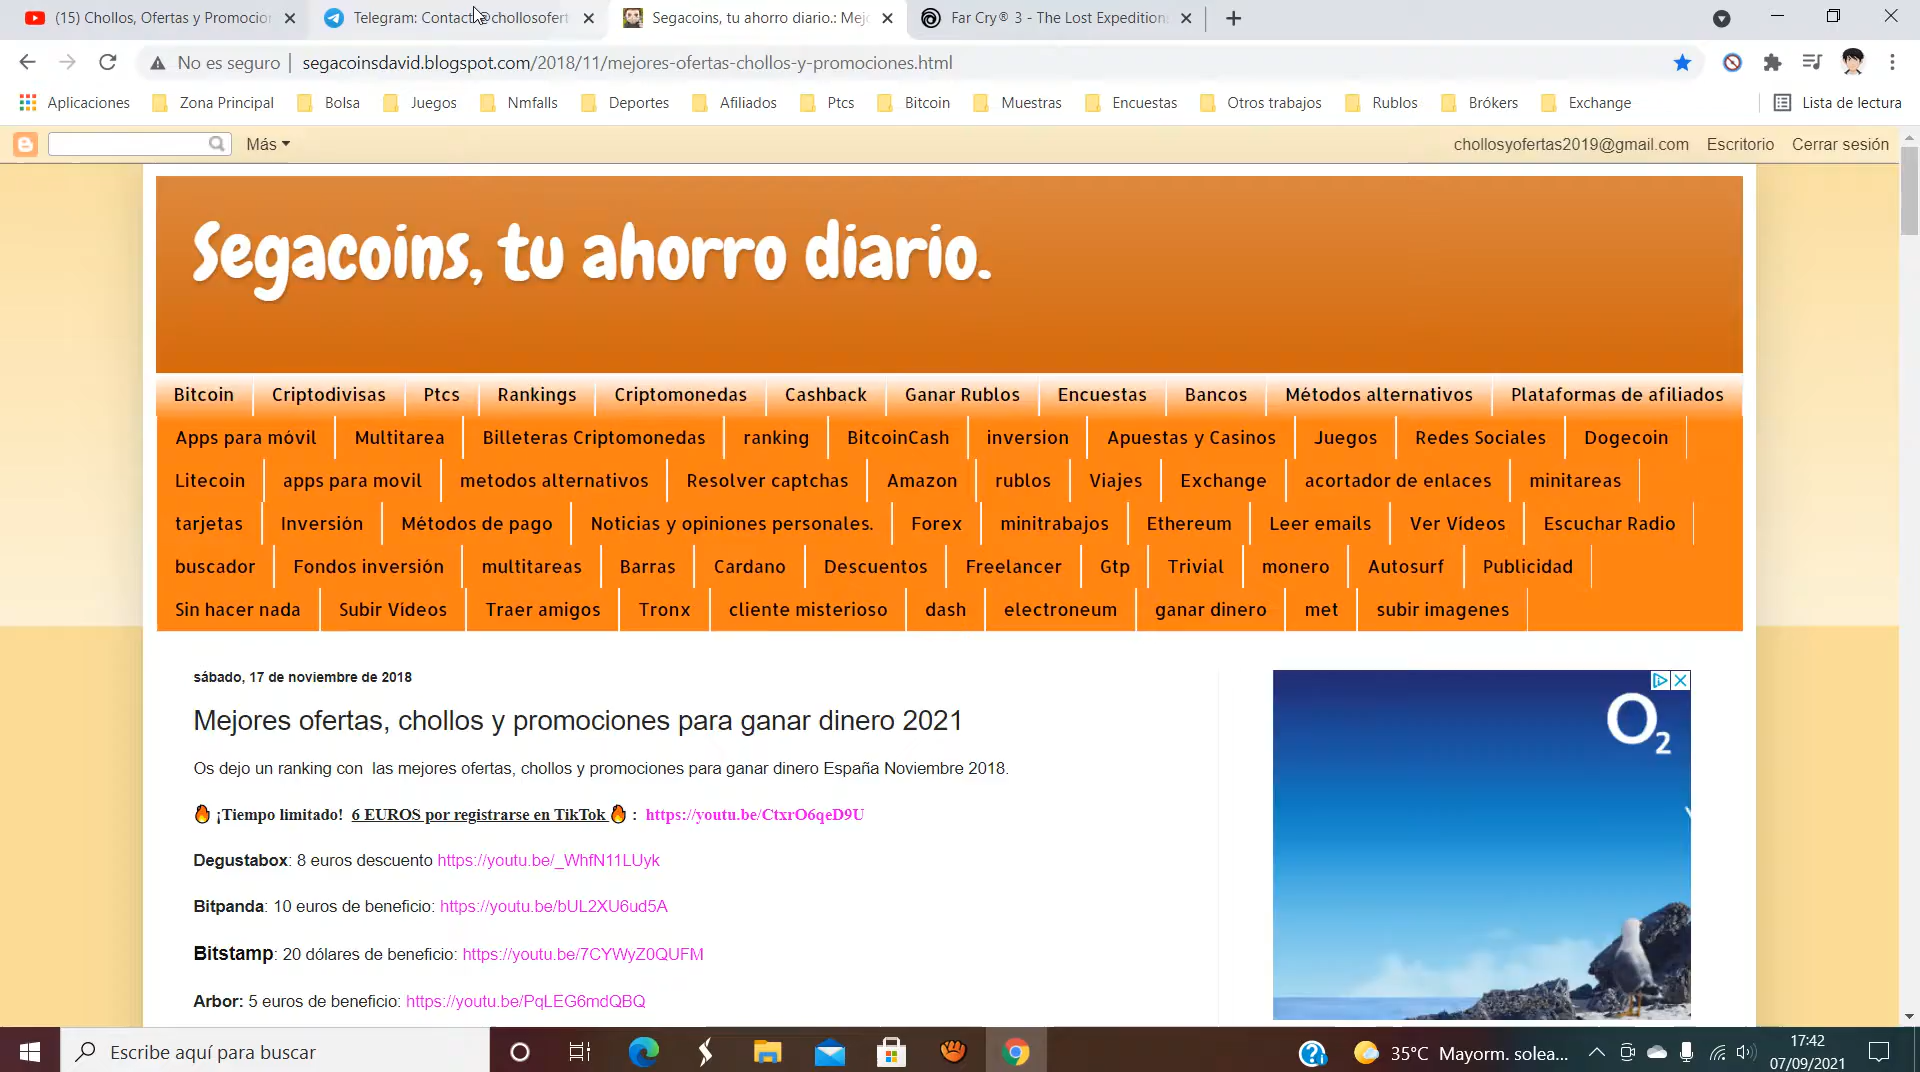 (15) Chollos, Ofertas y Promocion
Telegram: Contact @chollosofert
Segacoins, tu ahorro diario.: Mej
Far Cry® 3 - The Lost Expedition
No es seguro | segacoinsdavid.blogspot.com/2018/11/mejores-ofertas-chollos-y-promociones.html
Aplicaciones Zona Principal Bolsa Juegos Nmfalls Deportes Afiliados Ptcs Bitcoin Muestras Encuestas Otros trabajos Rublos Brókers Exchange Lista de lectura
Más chollosyofertas2019@gmail.com Escritorio Cerrar sesión
Segacoins, tu ahorro diario.
Bitcoin Criptodivisas Ptcs Rankings Criptomonedas Cashback Ganar Rublos Encuestas Bancos Métodos alternativos Plataformas de afiliados
Apps para móvil Multitarea Billeteras Criptomonedas ranking BitcoinCash inversion Apuestas y Casinos Juegos Redes Sociales Dogecoin
Litecoin apps para movil metodos alternativos Resolver captchas Amazon rublos Viajes Exchange acortador de enlaces minitareas
tarjetas Inversión Métodos de pago Noticias y opiniones personales. Forex minitrabajos Ethereum Leer emails Ver Vídeos Escuchar Radio
buscador Fondos inversión multitareas Barras Cardano Descuentos Freelancer Gtp Trivial monero Autosurf Publicidad
Sin hacer nada Subir Vídeos Traer amigos Tronx cliente misterioso dash electroneum ganar dinero met subir imagenes
sábado, 17 de noviembre de 2018
Mejores ofertas, chollos y promociones para ganar dinero 2021
Os dejo un ranking con las mejores ofertas, chollos y promociones para ganar dinero España Noviembre 2018.
🔥 ¡Tiempo limitado! 6 EUROS por registrarse en TikTok 🔥 : https://youtu.be/CtxrO6qeD9U
Degustabox: 8 euros descuento https://youtu.be/_WhfN11LUyk
Bitpanda: 10 euros de beneficio: https://youtu.be/bUL2XU6ud5A
Bitstamp: 20 dólares de beneficio: https://youtu.be/7CYWyZ0QUFM
Arbor: 5 euros de beneficio: https://youtu.be/PqLEG6mdQBQ
O2
Escribe aquí para buscar
35°C Mayorm. solea...
17:42
07/09/2021